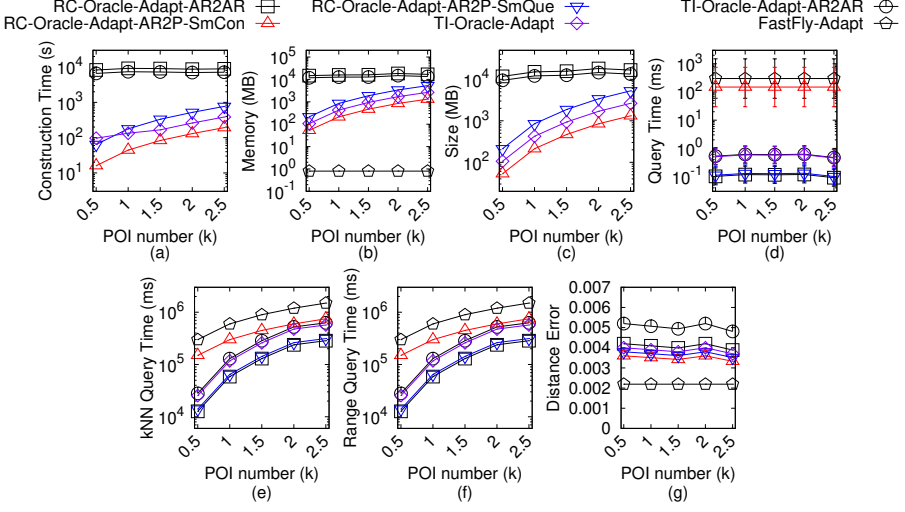 RC-Oracle-Adapt-AR2AR RC-Oracle-Adapt-AR2P-SmQue TI-Oracle-Adapt-AR2AR
RC-Oracle-Adapt-AR2P-SmCon TI-Oracle-Adapt FastFly-Adapt
Construction Time (s)
10^4
10^3
10^2
10^1
0.5 1 1.5 2 2.5
POI number (k)
(a)
Memory (MB)
10^5
10^4
10^3
10^2
10^1
10^0
10^-1
0.5 1 1.5 2 2.5
POI number (k)
(b)
Size (MB)
10^4
10^3
10^2
0.5 1 1.5 2 2.5
POI number (k)
(c)
Query Time (ms)
10^3
10^2
10^1
10^0
10^-1
0.5 1 1.5 2 2.5
POI number (k)
(d)
kNN Query Time (ms)
10^6
10^5
10^4
0.5 1 1.5 2 2.5
POI number (k)
(e)
Range Query Time (ms)
10^6
10^5
10^4
0.5 1 1.5 2 2.5
POI number (k)
(f)
Distance Error
0.007
0.006
0.005
0.004
0.003
0.002
0.001
0
0.5 1 1.5 2 2.5
POI number (k)
(g)